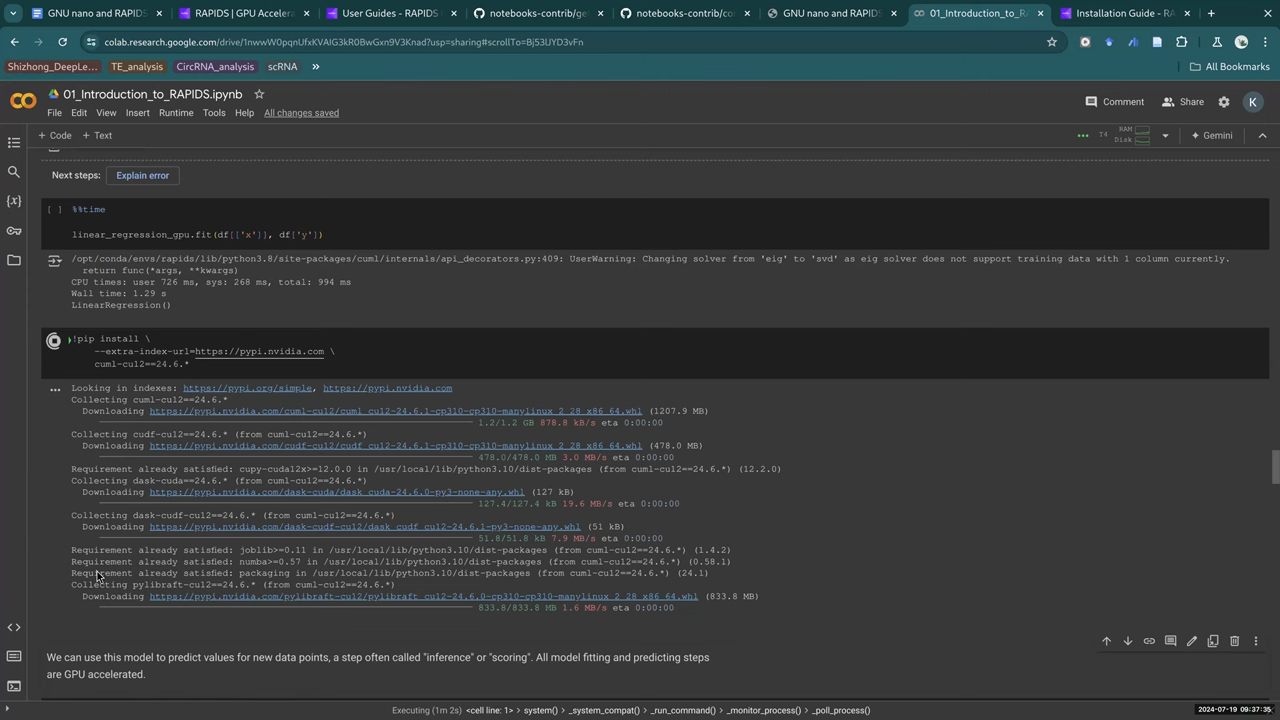 GNU nano and RAPIDS
RAPIDS | GPU Accelera
User Guides - RAPIDS
notebooks-contrib/ge
notebooks-contrib/co
GNU nano and RAPIDS
01_Introduction_to_RA
Installation Guide - RA
colab.research.google.com/drive/1nwwW0pqnUfxKVAIG3kR0BwGxn9V3Knad?usp=sharing#scrollTo=Bj53UYD3vFn
Shizhong_DeepLe...
TE_analysis
CircRNA_analysis
scRNA
»
All Bookmarks
CO
01_Introduction_to_RAPIDS.ipynb
Comment
Share
K
File Edit View Insert Runtime Tools Help All changes saved
+ Code + Text
T4
RAM
Disk
Gemini
Next steps:
Explain error
[ ] %%time
linear_regression_gpu.fit(df[['x']], df['y'])
/opt/conda/envs/rapids/lib/python3.8/site-packages/cuml/internals/api_decorators.py:409: UserWarning: Changing solver from 'eig' to 'svd' as eig solver does not support training data with 1 column currently.
return func(*args, **kwargs)
CPU times: user 726 ms, sys: 268 ms, total: 994 ms
Wall time: 1.29 s
LinearRegression()
!pip install \
--extra-index-url=https://pypi.nvidia.com \
cuml-cu12==24.6.*
Looking in indexes: https://pypi.org/simple, https://pypi.nvidia.com
Collecting cuml-cu12==24.6.*
Downloading https://pypi.nvidia.com/cuml-cu12/cuml_cu12-24.6.1-cp310-cp310-manylinux_2_28_x86_64.whl (1207.9 MB)
1.2/1.2 GB 878.8 kB/s eta 0:00:00
Collecting cudf-cu12==24.6.* (from cuml-cu12==24.6.*)
Downloading https://pypi.nvidia.com/cudf-cu12/cudf_cu12-24.6.1-cp310-cp310-manylinux_2_28_x86_64.whl (478.0 MB)
478.0/478.0 MB 3.0 MB/s eta 0:00:00
Requirement already satisfied: cupy-cuda12x>=12.0.0 in /usr/local/lib/python3.10/dist-packages (from cuml-cu12==24.6.*) (12.2.0)
Collecting dask-cuda==24.6.* (from cuml-cu12==24.6.*)
Downloading https://pypi.nvidia.com/dask-cuda/dask_cuda-24.6.0-py3-none-any.whl (127 kB)
127.4/127.4 kB 19.6 MB/s eta 0:00:00
Collecting dask-cudf-cu12==24.6.* (from cuml-cu12==24.6.*)
Downloading https://pypi.nvidia.com/dask-cudf-cu12/dask_cudf_cu12-24.6.1-py3-none-any.whl (51 kB)
51.8/51.8 kB 7.9 MB/s eta 0:00:00
Requirement already satisfied: joblib>=0.11 in /usr/local/lib/python3.10/dist-packages (from cuml-cu12==24.6.*) (1.4.2)
Requirement already satisfied: numba>=0.57 in /usr/local/lib/python3.10/dist-packages (from cuml-cu12==24.6.*) (0.58.1)
Requirement already satisfied: packaging in /usr/local/lib/python3.10/dist-packages (from cuml-cu12==24.6.*) (24.1)
Collecting pylibraft-cu12==24.6.* (from cuml-cu12==24.6.*)
Downloading https://pypi.nvidia.com/pylibraft-cu12/pylibraft_cu12-24.6.0-cp310-cp310-manylinux_2_28_x86_64.whl (833.8 MB)
833.8/833.8 MB 1.6 MB/s eta 0:00:00
We can use this model to predict values for new data points, a step often called "inference" or "scoring". All model fitting and predicting steps
are GPU accelerated.
Executing (1m 2s) <cell line: 1> > system() > _system_compat() > _run_command() > _monitor_process() > _poll_process()
2024-07-19 09:37:35